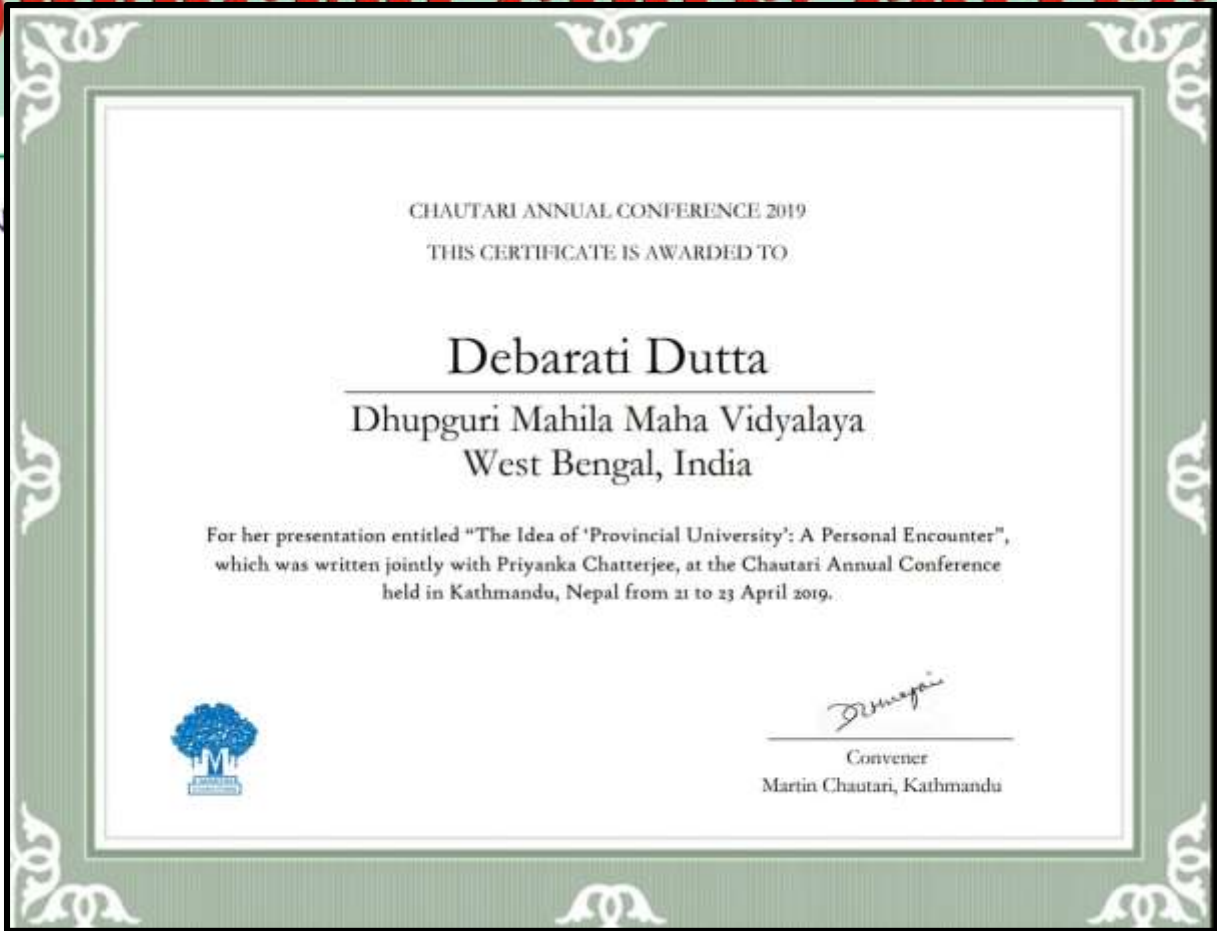 CHAUTARI ANNUAL CONFERENCE 2019
THIS CERTIFICATE IS AWARDED TO
Debarati Dutta
Dhupguri Mahila Maha Vidyalaya
West Bengal, India
For her presentation entitled “The Idea of ‘Provincial University’: A Personal Encounter”,
which was written jointly with Priyanka Chatterjee, at the Chautari Annual Conference
held in Kathmandu, Nepal from 21 to 23 April 2019.
M
Convener
Martin Chautari, Kathmandu